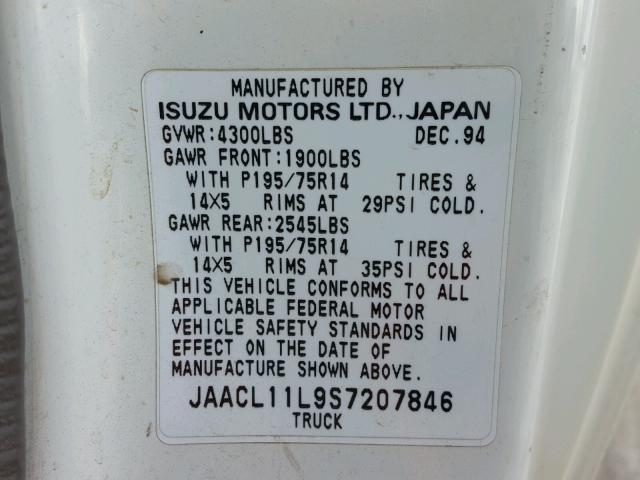 MANUFACTURED BY
ISUZU MOTORS LTD., JAPAN
GVWR:4300LBS DEC.94
GAWR FRONT:1900LBS
WITH P195/75R14 TIRES &
14X5 RIMS AT 29PSI COLD.
GAWR REAR:2545LBS
WITH P195/75R14 TIRES &
14X5 RIMS AT 35PSI COLD.
THIS VEHICLE CONFORMS TO ALL
APPLICABLE FEDERAL MOTOR
VEHICLE SAFETY STANDARDS IN
EFFECT ON THE DATE OF
MANUFACTURE SHOWN ABOVE.
JAACL11L9S7207846
TRUCK